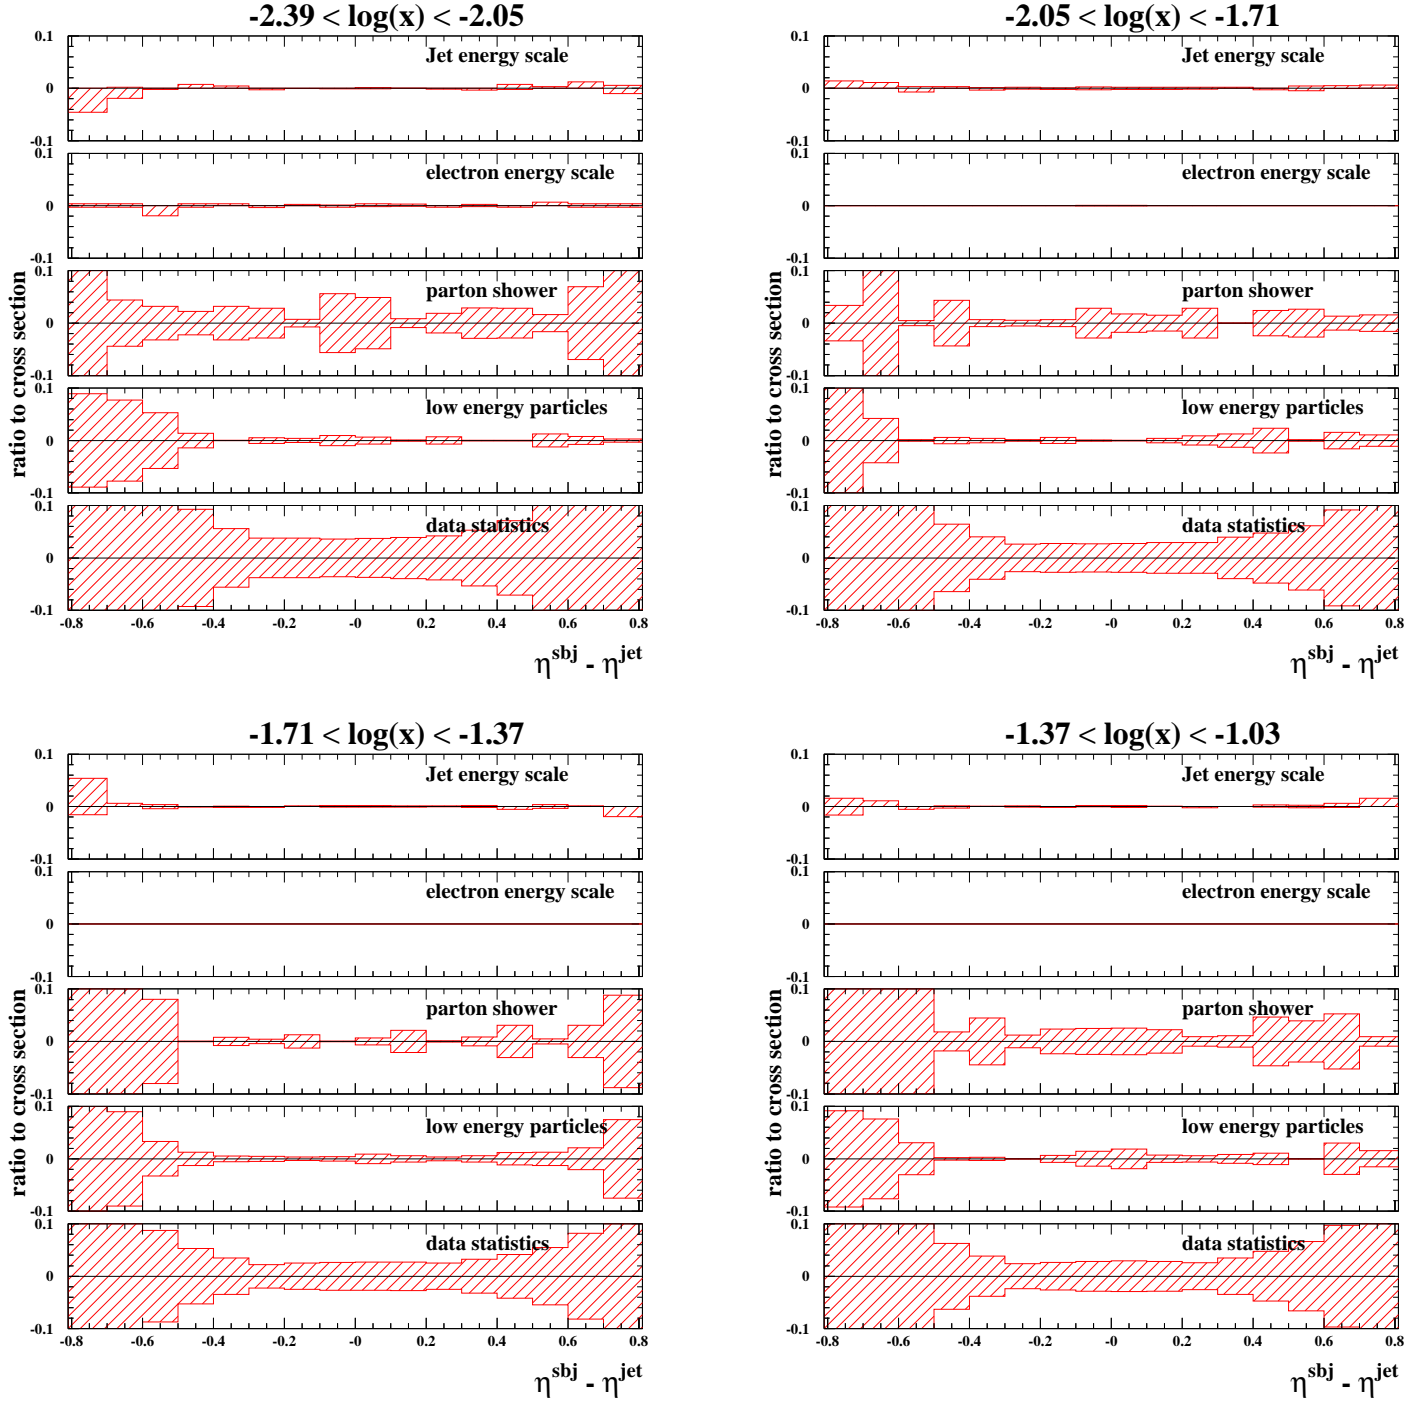 -2.39 < log(x) < -2.05
0.1
Jet energy scale
0
-0.1
0.1
electron energy scale
0
-0.1
0.1
parton shower
0
-0.1
0.1
low energy particles
0
-0.1
0.1
data statistics
0
-0.1
-0.8 -0.6 -0.4 -0.2 -0 0.2 0.4 0.6 0.8
ratio to cross section
η^sbj - η^jet
-2.05 < log(x) < -1.71
0.1
Jet energy scale
0
-0.1
0.1
electron energy scale
0
-0.1
0.1
parton shower
0
-0.1
0.1
low energy particles
0
-0.1
0.1
data statistics
0
-0.1
-0.8 -0.6 -0.4 -0.2 -0 0.2 0.4 0.6 0.8
ratio to cross section
η^sbj - η^jet
-1.71 < log(x) < -1.37
0.1
Jet energy scale
0
-0.1
0.1
electron energy scale
0
-0.1
0.1
parton shower
0
-0.1
0.1
low energy particles
0
-0.1
0.1
data statistics
0
-0.1
-0.8 -0.6 -0.4 -0.2 -0 0.2 0.4 0.6 0.8
ratio to cross section
η^sbj - η^jet
-1.37 < log(x) < -1.03
0.1
Jet energy scale
0
-0.1
0.1
electron energy scale
0
-0.1
0.1
parton shower
0
-0.1
0.1
low energy particles
0
-0.1
0.1
data statistics
0
-0.1
-0.8 -0.6 -0.4 -0.2 -0 0.2 0.4 0.6 0.8
ratio to cross section
η^sbj - η^jet